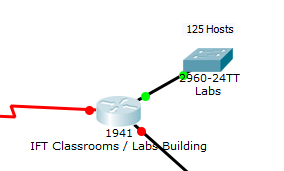 125 Hosts
2960-24TT
Labs
1941
IFT Classrooms / Labs Building